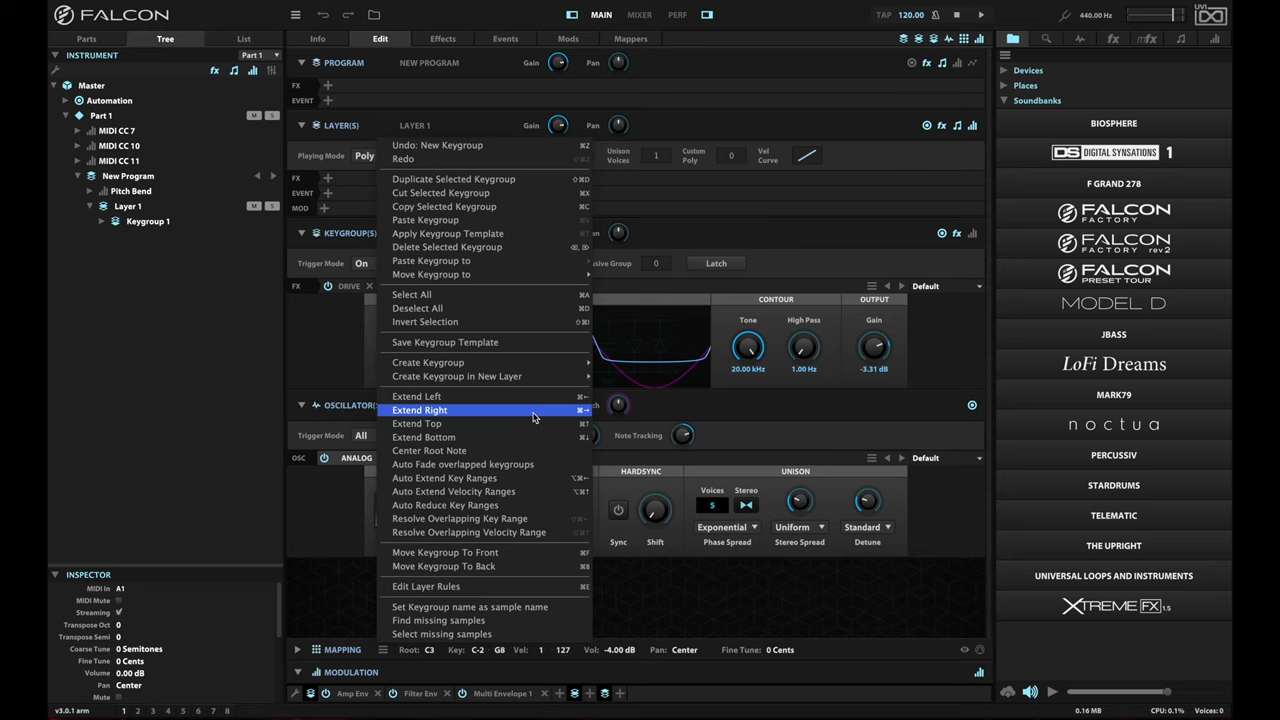 FALCON
MAIN
MIXER
PERF
TAP 120.00
440.00 Hz
UVI
Parts
Tree
List
INSTRUMENT
Part 1
Master
Automation
Part 1
M S
MIDI CC 7
MIDI CC 10
MIDI CC 11
New Program
Pitch Bend
Layer 1
M S
Keygroup 1
INSPECTOR
MIDI In A1
MIDI Mute
Streaming
Transpose Oct 0
Transpose Semi 0
Coarse Tune 0 Semitones
Fine Tune 0 Cents
Volume 0.00 dB
Pan Center
Mute
v3.0.1 arm
1 2 3 4 5 6 7 8
Info
Edit
Effects
Events
Mods
Mappers
PROGRAM NEW PROGRAM Gain Pan
FX
EVENT
LAYER(S) LAYER 1 Gain Pan
Playing Mode Poly
Unison Voices 1
Custom Poly 0
Vel Curve
FX
EVENT
MOD
KEYGROUP(S)
Trigger Mode On
usive Group 0 Latch
FX DRIVE
Default
CONTOUR
OUTPUT
Tone
High Pass
Gain
20.00 kHz
1.00 Hz
-3.31 dB
OSCILLATOR(
ch
Trigger Mode All
Note Tracking
OSC ANALOG
Default
HARDSYNC
UNISON
Voices Stereo
5
Exponential
Uniform
Standard
Sync Shift
Phase Spread
Stereo Spread
Detune
Undo: New Keygroup ⌘Z
Redo ⇧⌘Z
Duplicate Selected Keygroup ⇧⌘D
Cut Selected Keygroup ⌘X
Copy Selected Keygroup ⌘C
Paste Keygroup ⌘V
Apply Keygroup Template ⌘T
Delete Selected Keygroup ⌫, ⌦
Paste Keygroup to
Move Keygroup to
Select All ⌘A
Deselect All ⌘D
Invert Selection ⇧⌘I
Save Keygroup Template
Create Keygroup
Create Keygroup in New Layer
Extend Left ⌘←
Extend Right ⌘→
Extend Top ⌘↑
Extend Bottom ⌘↓
Center Root Note
Auto Fade overlapped keygroups
Auto Extend Key Ranges ⌥⌘←
Auto Extend Velocity Ranges ⌥⌘↑
Auto Reduce Key Ranges
Resolve Overlapping Key Range ⇧⌘←
Resolve Overlapping Velocity Range ⇧⌘↑
Move Keygroup To Front ⌘F
Move Keygroup To Back ⌘B
Edit Layer Rules ⌘E
Set Keygroup name as sample name
Find missing samples
Select missing samples
MAPPING Root: C3 Key: C-2 G8 Vel: 1 127 Vol: -4.00 dB Pan: Center Fine Tune: 0 Cents
MODULATION
Amp Env
Filter Env
Multi Envelope 1
fx
mfx
Devices
Places
Soundbanks
BIOSPHERE
DS DIGITAL SYNSATIONS 1
F GRAND 278
FALCON FACTORY
FALCON FACTORY rev2
FALCON PRESET TOUR
MODEL D
JBASS
LoFi Dreams
MARK79
noctua
PERCUSSIV
STARDRUMS
TELEMATIC
THE UPRIGHT
UNIVERSAL LOOPS AND INSTRUMENTS
XTREME FX 1.5
0.16 MB
CPU: 0.1%
Voices: 0